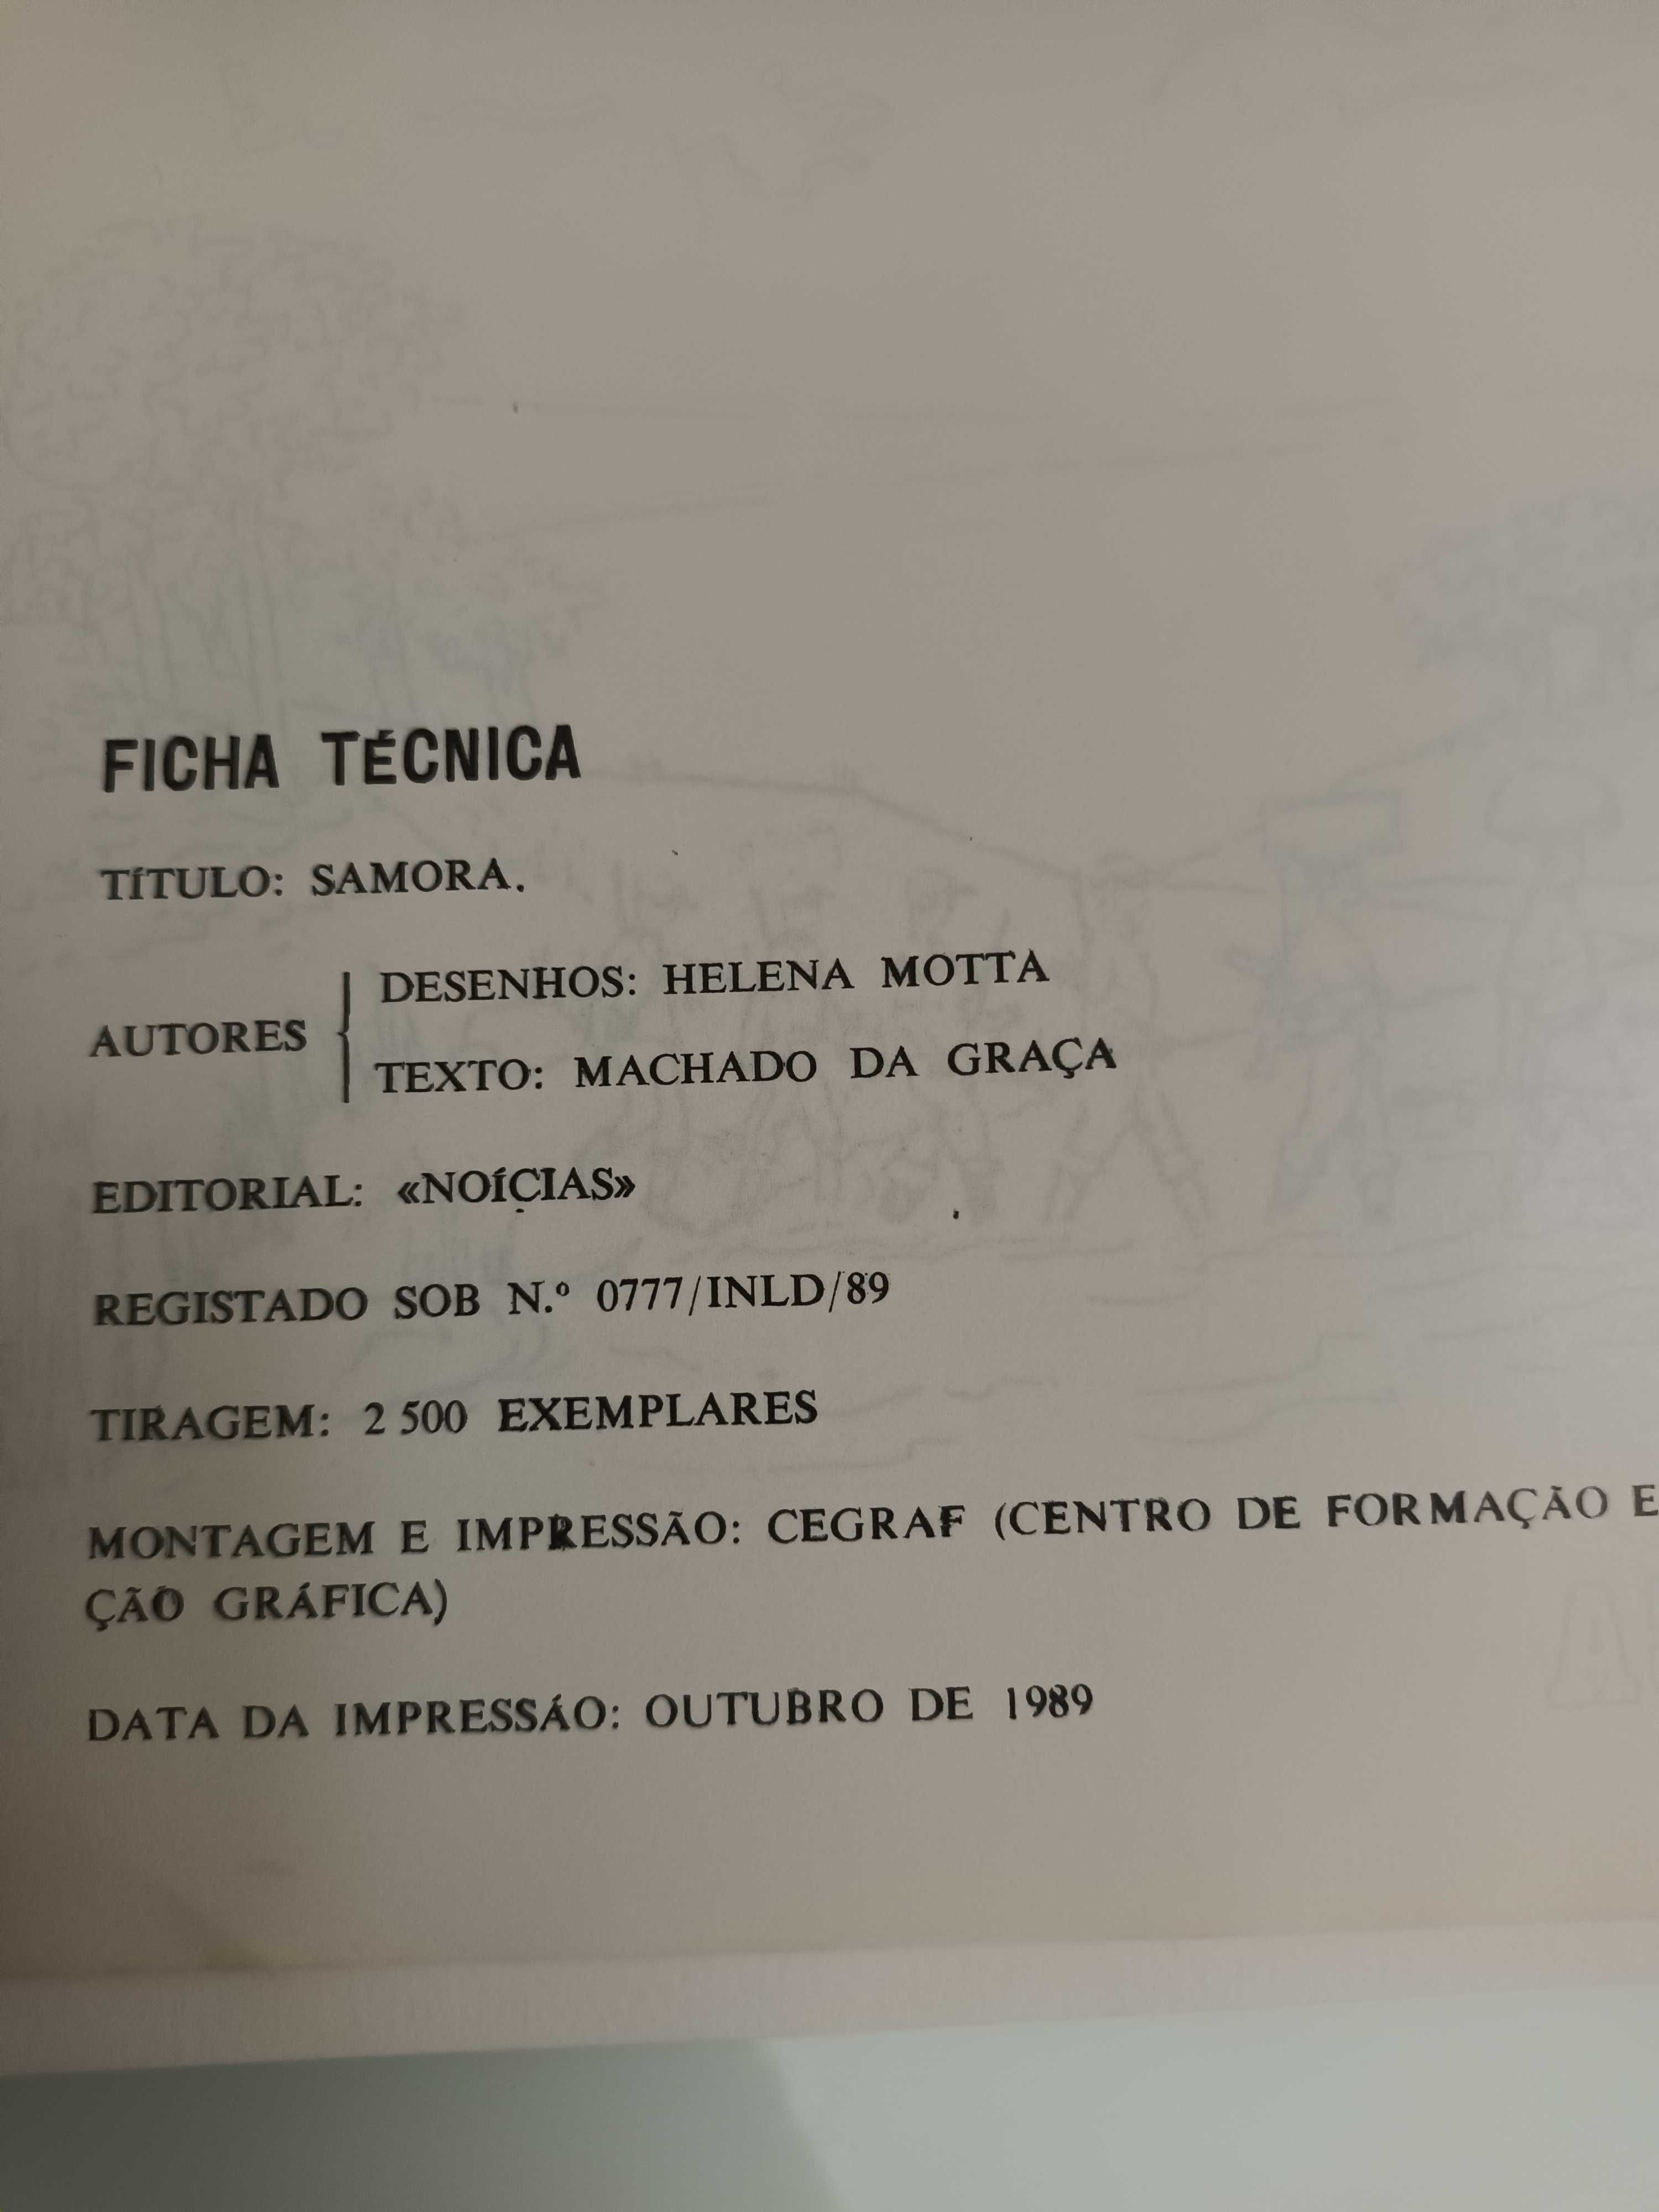 FICHA TÉCNICA
TÍTULO: SAMORA.
AUTORES
DESENHOS: HELENA MOTTA
TEXTO: MACHADO DA GRAÇA
EDITORIAL: «NOÍCIAS»
REGISTADO SOB N.º 0777/INLD/89
TIRAGEM: 2 500 EXEMPLARES
MONTAGEM E IMPRESSÃO: CEGRAF (CENTRO DE FORMAÇÃO E
ÇÃO GRÁFICA)
DATA DA IMPRESSÁO: OUTUBRO DE 1989